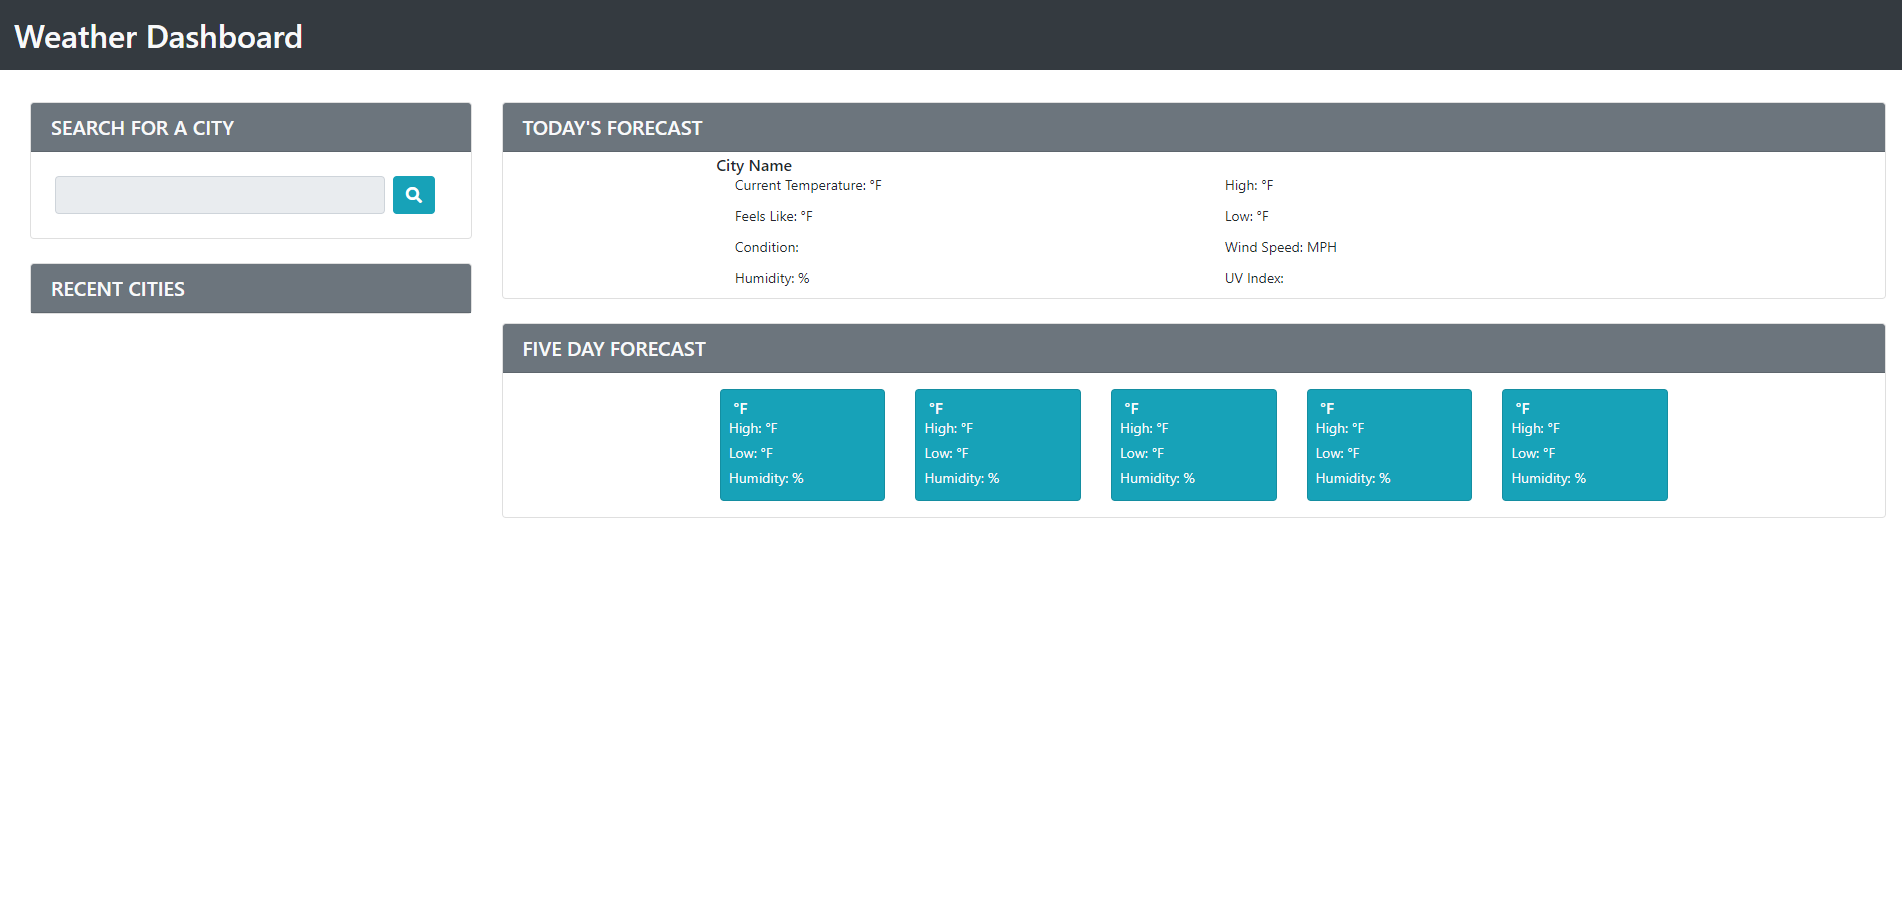 Weather Dashboard
SEARCH FOR A CITY
RECENT CITIES
TODAY'S FORECAST
City Name
Current Temperature: °F
Feels Like: °F
Condition:
Humidity: %
High: °F
Low: °F
Wind Speed: MPH
UV Index:
FIVE DAY FORECAST
°F
High: °F
Low: °F
Humidity: %
°F
High: °F
Low: °F
Humidity: %
°F
High: °F
Low: °F
Humidity: %
°F
High: °F
Low: °F
Humidity: %
°F
High: °F
Low: °F
Humidity: %